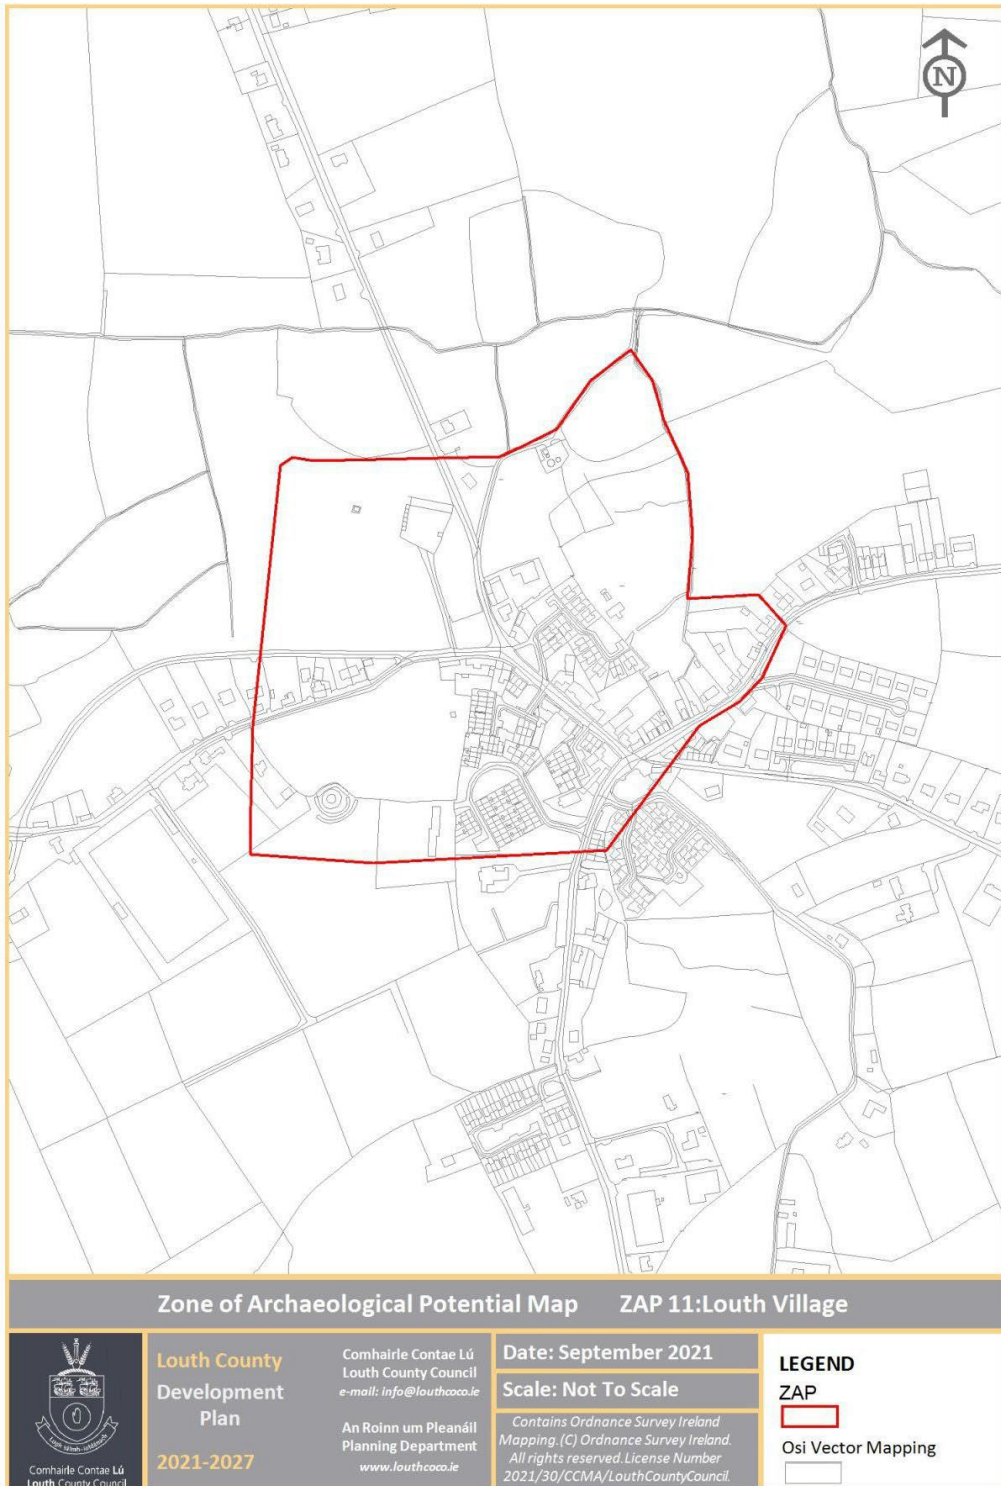 N
Zone of Archaeological Potential Map ZAP 11:Louth Village
Comhairle Contae Lú
Louth County Council
Louth County
Development
Plan
2021-2027
Comhairle Contae Lú
Louth County Council
e-mail: info@louthcoco.ie
An Roinn um Pleanáil
Planning Department
www.louthcoco.ie
Date: September 2021
Scale: Not To Scale
Contains Ordnance Survey Ireland
Mapping.(C) Ordnance Survey Ireland.
All rights reserved.License Number
2021/30/CCMA/LouthCountyCouncil.
LEGEND
ZAP
Osi Vector Mapping